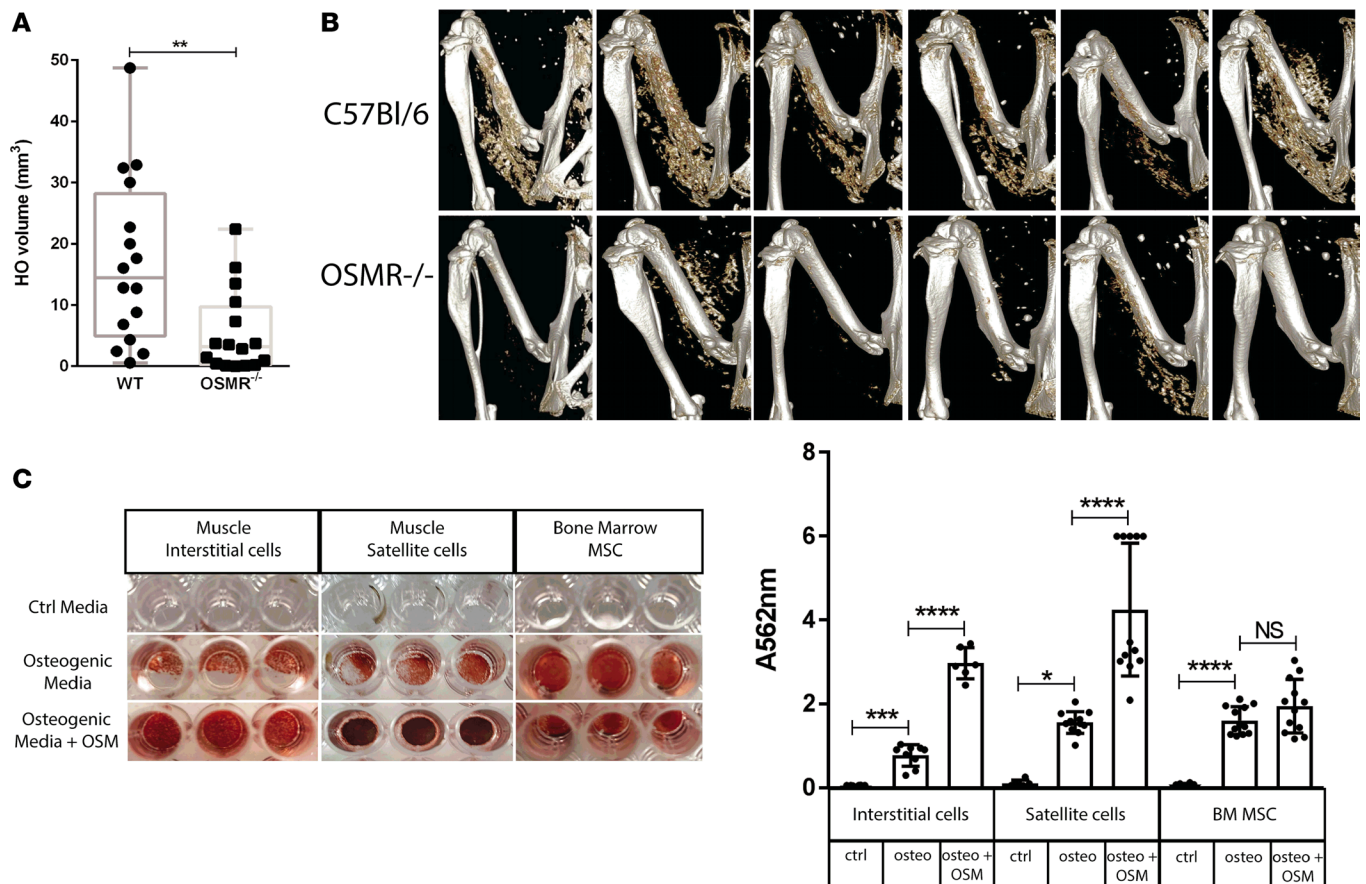 A
**
HO volume (mm³)
50
40
30
20
10
0
WT
OSMR-/-
B
C57Bl/6
OSMR-/-
C
Muscle
Interstitial cells
Muscle
Satellite cells
Bone Marrow
MSC
Ctrl Media
Osteogenic
Media
Osteogenic
Media + OSM
A562nm
8
6
4
2
0
***
****
*
****
****
NS
Interstitial cells
Satellite cells
BM MSC
ctrl
osteo
osteo +
OSM
ctrl
osteo
osteo +
OSM
ctrl
osteo
osteo +
OSM